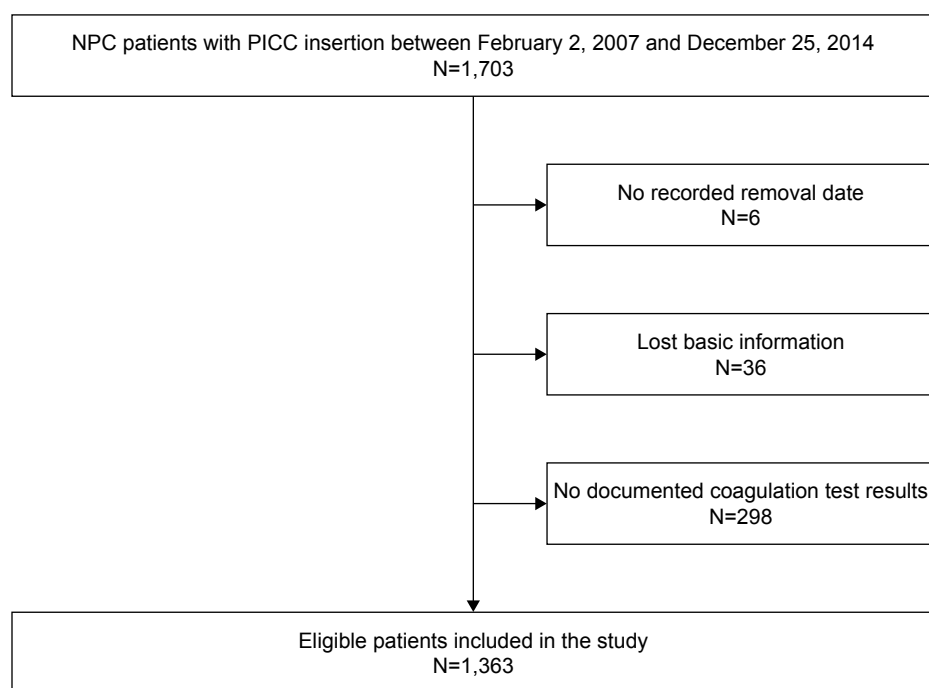 NPC patients with PICC insertion between February 2, 2007 and December 25, 2014
N=1,703
No recorded removal date
N=6
Lost basic information
N=36
No documented coagulation test results
N=298
Eligible patients included in the study
N=1,363